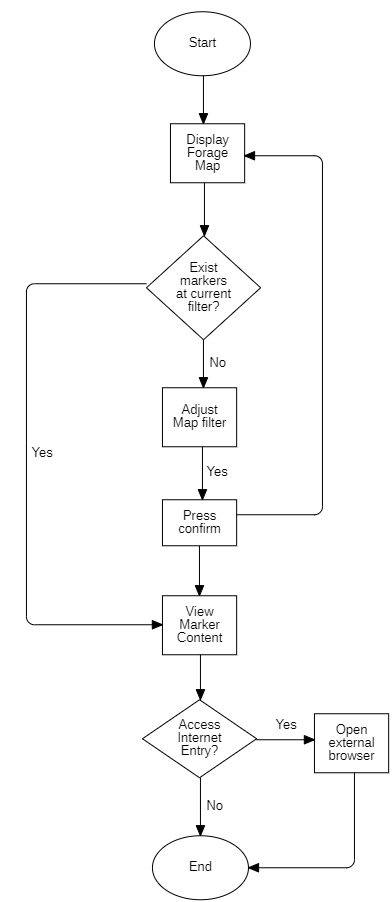 Start
Display
Forage
Map
Exist
markers
at current
filter?
No
Adjust
Map filter
Yes
Yes
Press
confirm
View
Marker
Content
Access
Internet
Entry?
Yes
Open
external
browser
No
End